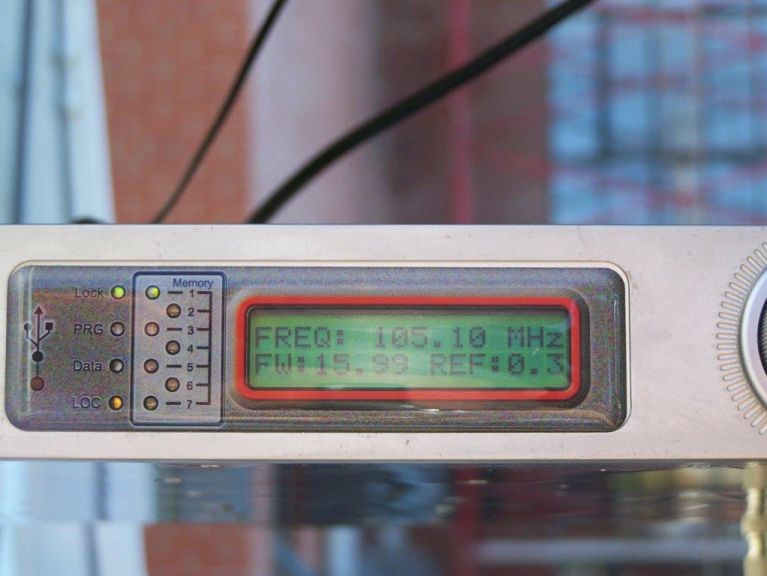 Memory
Lock 1
2
PRG 3
4
Data 5
6
LOC 7
FREQ: 105.10 MHz
FW:15.99 REF:0.3